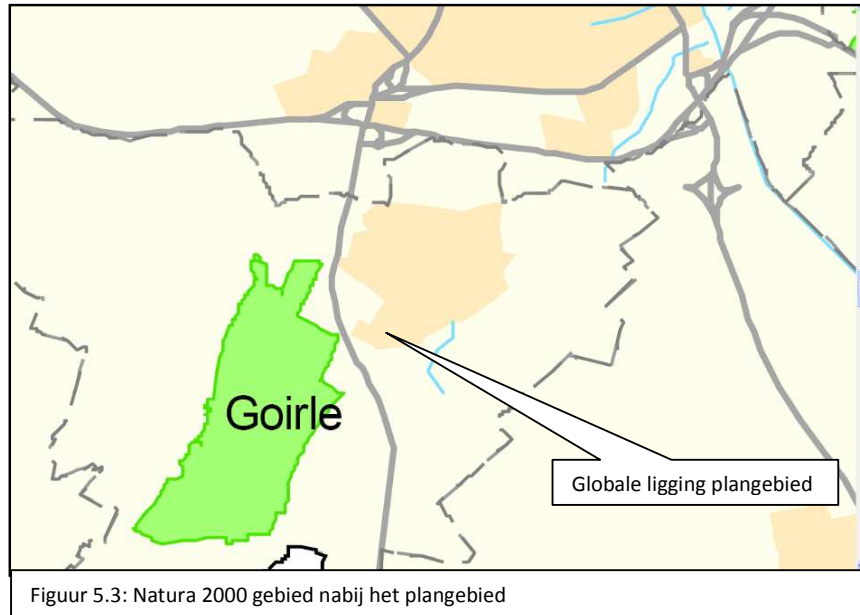 Goirle
Globale ligging plangebied
Figuur 5.3: Natura 2000 gebied nabij het plangebied